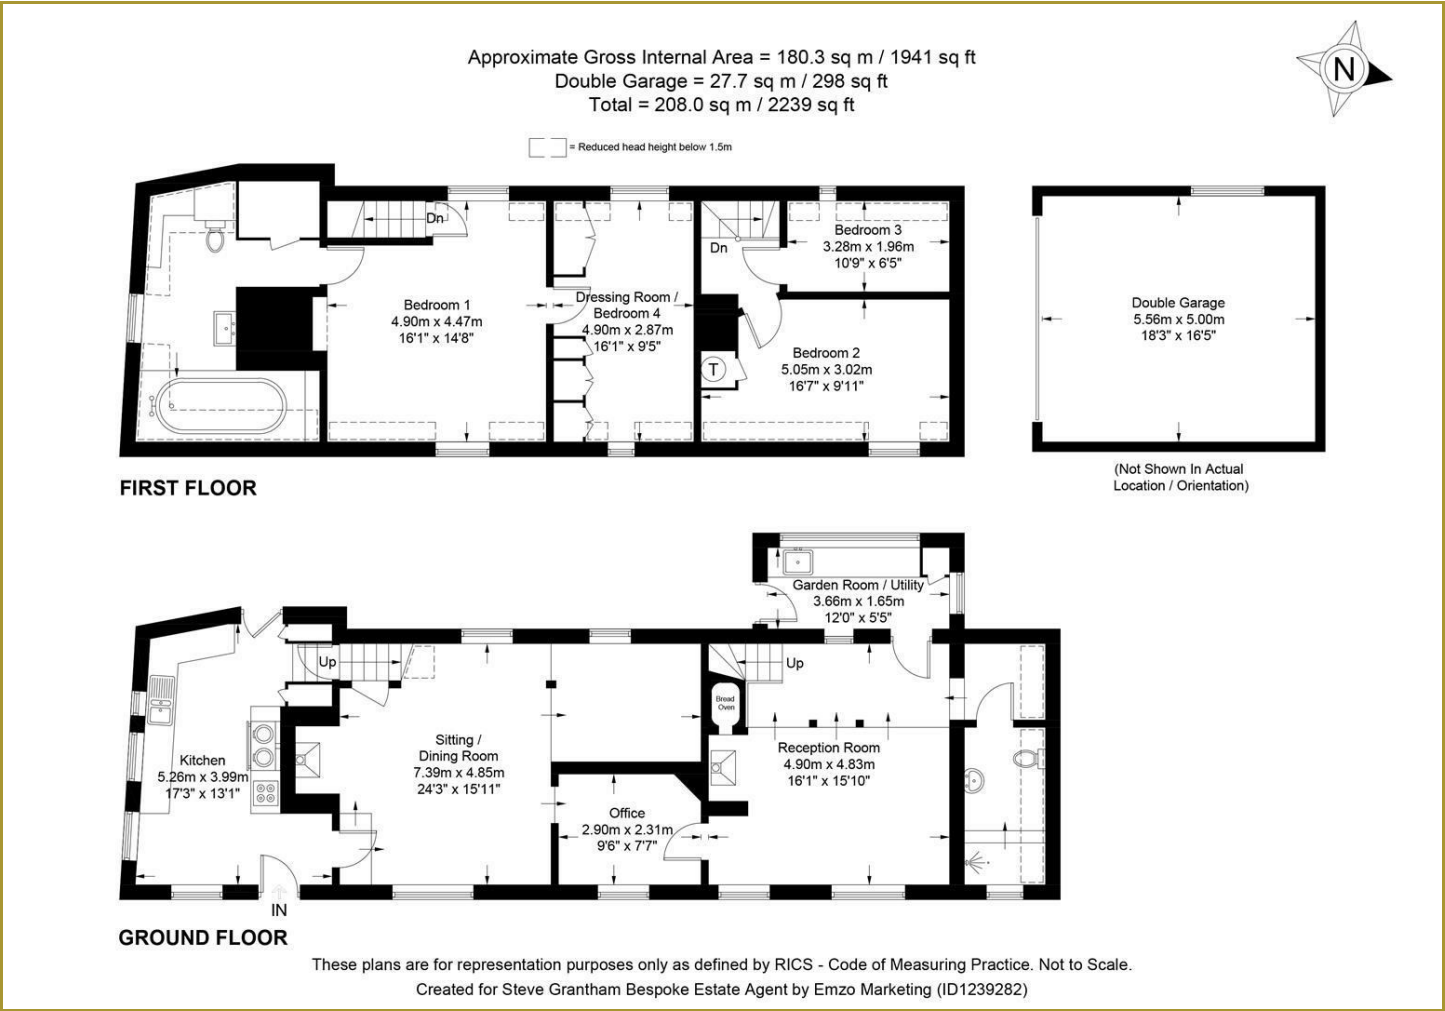 Approximate Gross Internal Area = 180.3 sq m / 1941 sq ft
Double Garage = 27.7 sq m / 298 sq ft
Total = 208.0 sq m / 2239 sq ft
N
= Reduced head height below 1.5m
Dn
Bedroom 1
4.90m x 4.47m
16'1" x 14'8"
Dressing Room /
Bedroom 4
4.90m x 2.87m
16'1" x 9'5"
Dn
Bedroom 3
3.28m x 1.96m
10'9" x 6'5"
Bedroom 2
5.05m x 3.02m
16'7" x 9'11"
T
Double Garage
5.56m x 5.00m
18'3" x 16'5"
(Not Shown In Actual
Location / Orientation)
FIRST FLOOR
Garden Room / Utility
3.66m x 1.65m
12'0" x 5'5"
Up
Up
Bread
Oven
Kitchen
5.26m x 3.99m
17'3" x 13'1"
Sitting /
Dining Room
7.39m x 4.85m
24'3" x 15'11"
Office
2.90m x 2.31m
9'6" x 7'7"
Reception Room
4.90m x 4.83m
16'1" x 15'10"
IN
GROUND FLOOR
These plans are for representation purposes only as defined by RICS - Code of Measuring Practice. Not to Scale.
Created for Steve Grantham Bespoke Estate Agent by Emzo Marketing (ID1239282)